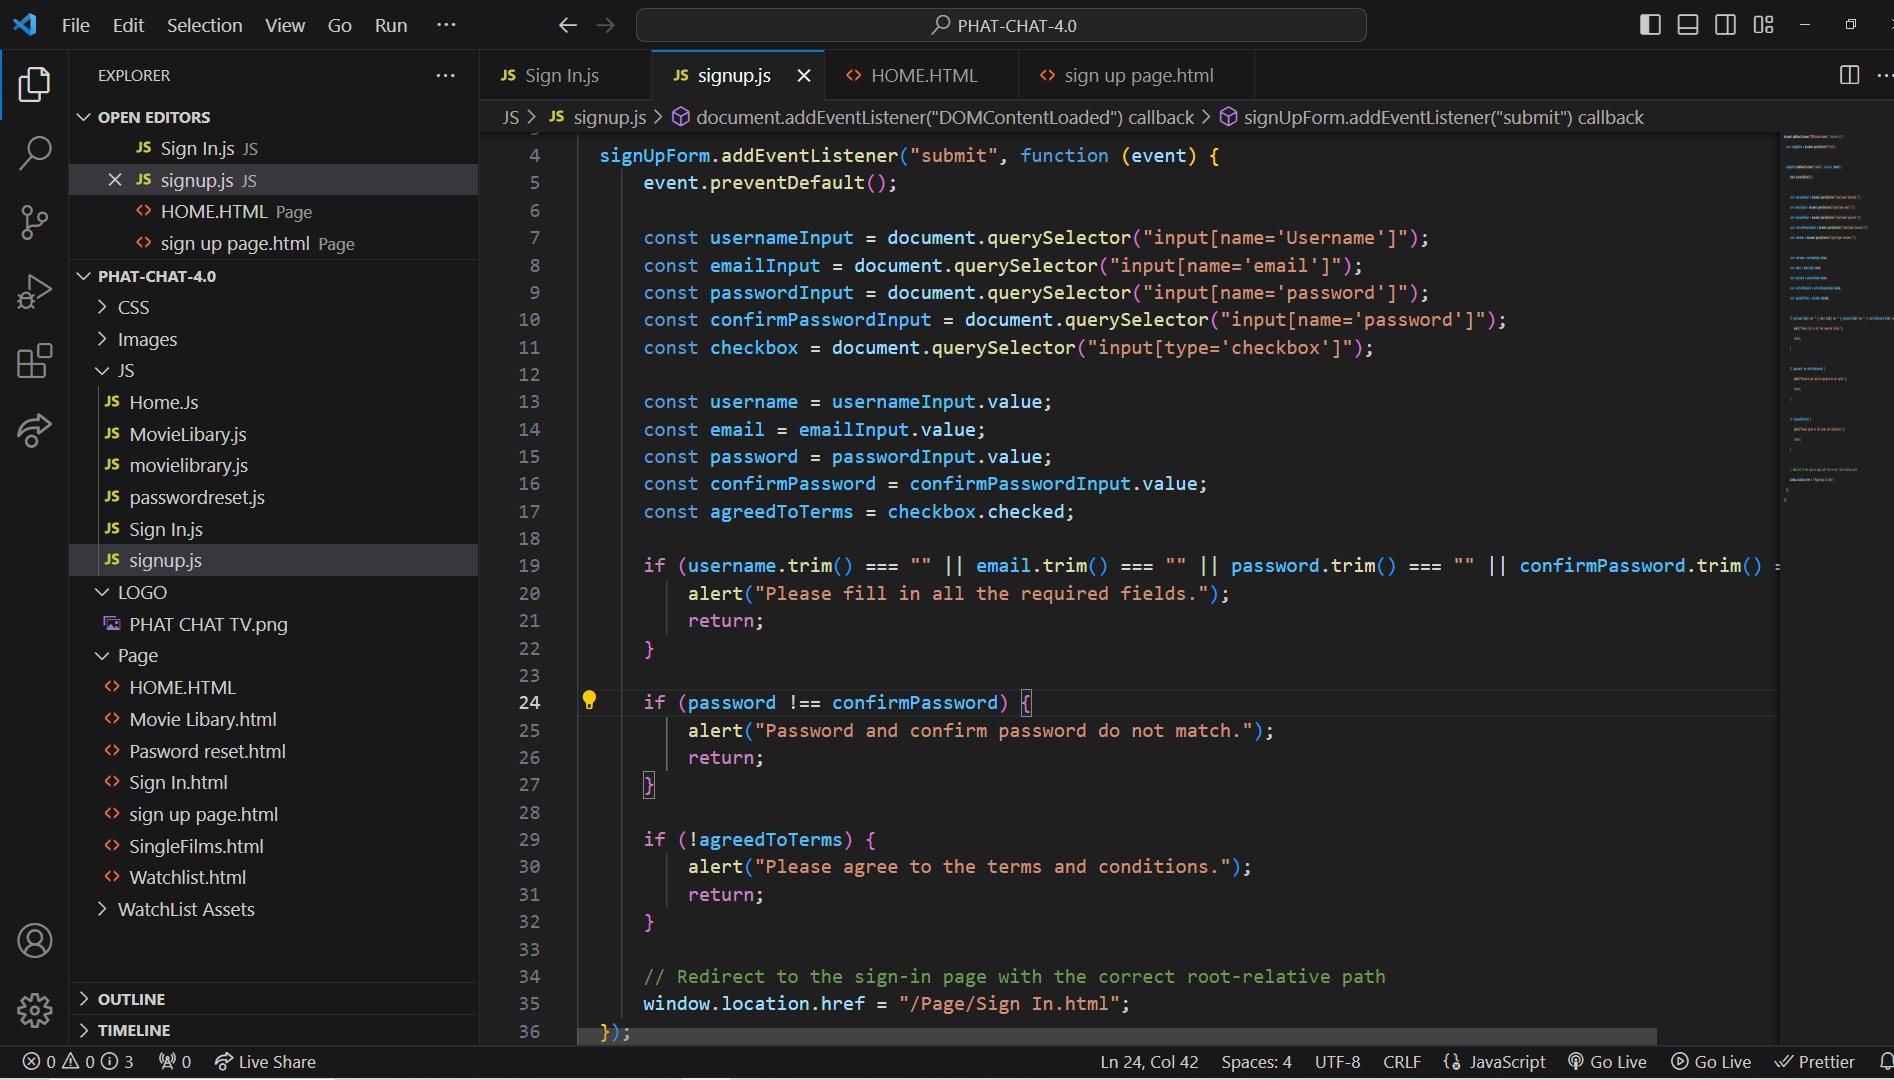 File Edit Selection View Go Run ···
PHAT-CHAT-4.0
EXPLORER
OPEN EDITORS
JS Sign In.js JS
JS signup.js JS
HOME.HTML Page
sign up page.html Page
PHAT-CHAT-4.0
CSS
Images
JS
JS Home.Js
JS MovieLibary.js
JS movielibrary.js
JS passwordreset.js
JS Sign In.js
JS signup.js
LOGO
PHAT CHAT TV.png
Page
HOME.HTML
Movie Libary.html
Pasword reset.html
Sign In.html
sign up page.html
SingleFilms.html
Watchlist.html
WatchList Assets
OUTLINE
TIMELINE
JS Sign In.js
JS signup.js
HOME.HTML
sign up page.html
JS > JS signup.js > document.addEventListener("DOMContentLoaded") callback > signUpForm.addEventListener("submit") callback
4 signUpForm.addEventListener("submit", function (event) {
5 event.preventDefault();
6
7 const usernameInput = document.querySelector("input[name='Username']");
8 const emailInput = document.querySelector("input[name='email']");
9 const passwordInput = document.querySelector("input[name='password']");
10 const confirmPasswordInput = document.querySelector("input[name='password']");
11 const checkbox = document.querySelector("input[type='checkbox']");
12
13 const username = usernameInput.value;
14 const email = emailInput.value;
15 const password = passwordInput.value;
16 const confirmPassword = confirmPasswordInput.value;
17 const agreedToTerms = checkbox.checked;
18
19 if (username.trim() === "" || email.trim() === "" || password.trim() === "" || confirmPassword.trim() =
20 alert("Please fill in all the required fields.");
21 return;
22 }
23
24 if (password !== confirmPassword) {
25 alert("Password and confirm password do not match.");
26 return;
27 }
28
29 if (!agreedToTerms) {
30 alert("Please agree to the terms and conditions.");
31 return;
32 }
33
34 // Redirect to the sign-in page with the correct root-relative path
35 window.location.href = "/Page/Sign In.html";
36 });
0 0 3 0 Live Share
Ln 24, Col 42 Spaces: 4 UTF-8 CRLF JavaScript Go Live Go Live Prettier